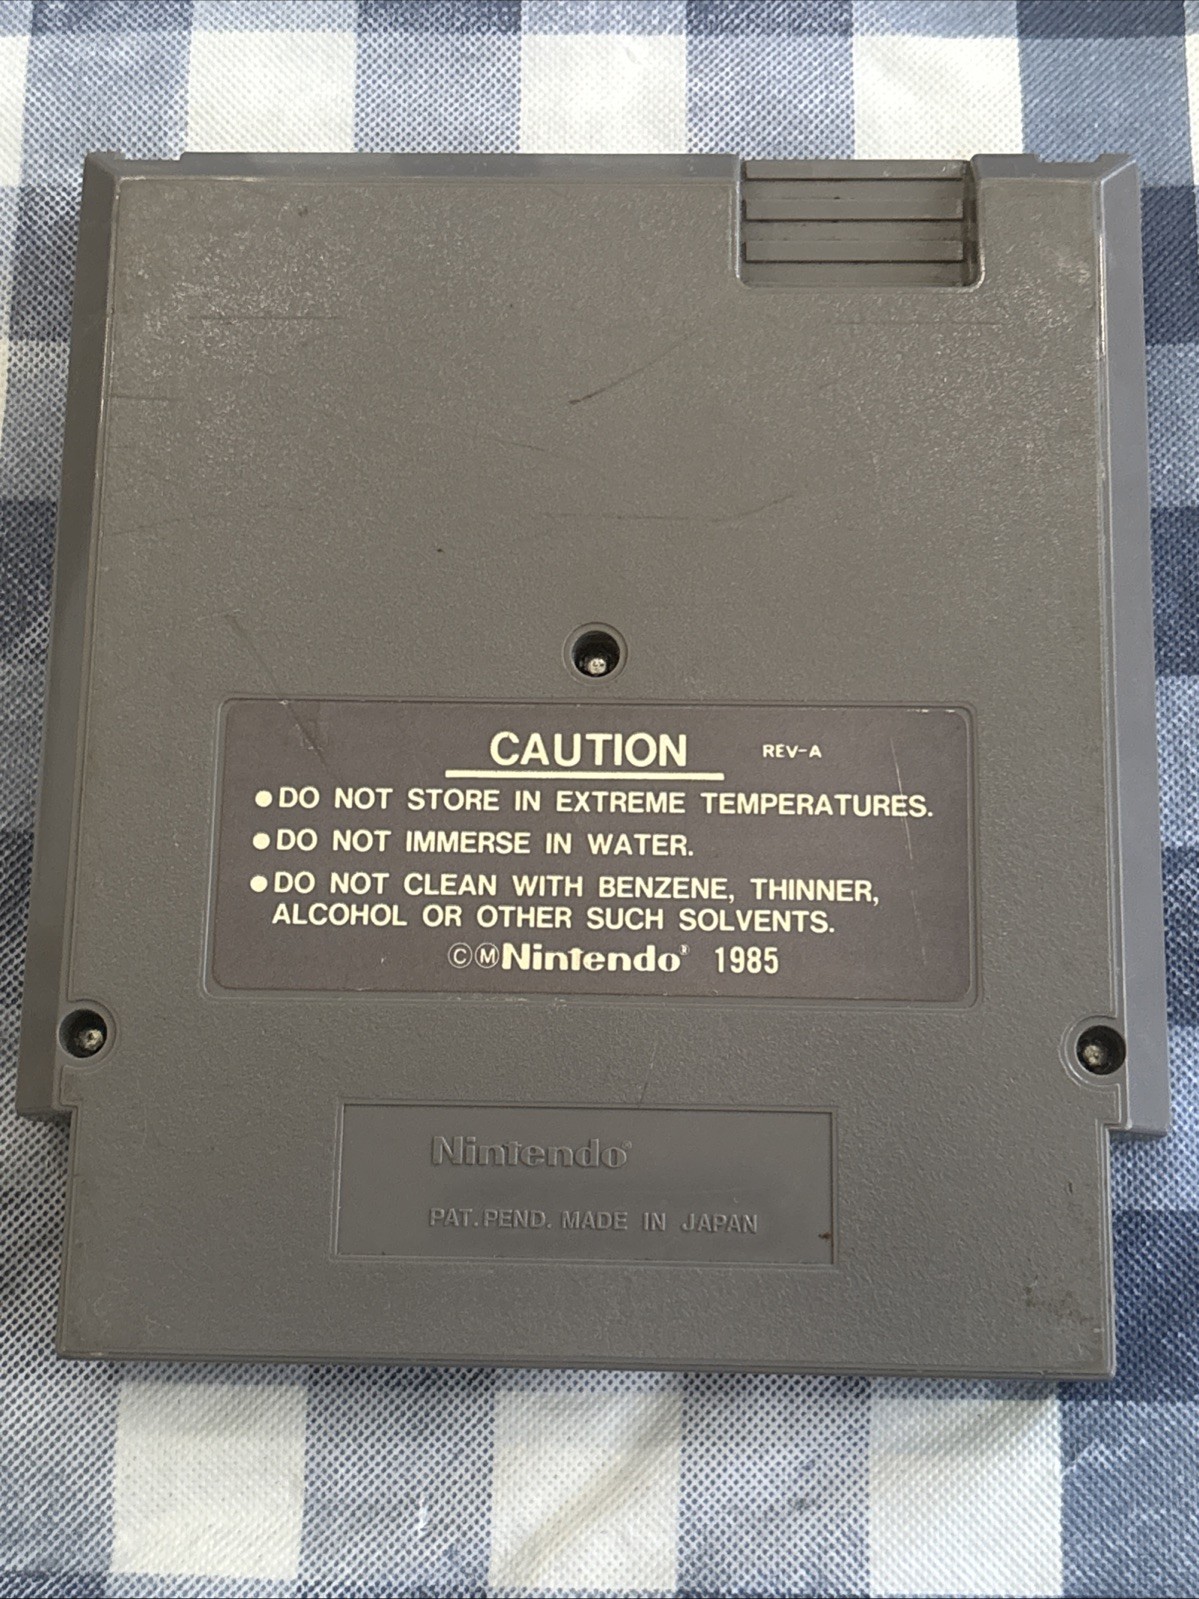 CAUTION REV-A
●DO NOT STORE IN EXTREME TEMPERATURES.
●DO NOT IMMERSE IN WATER.
●DO NOT CLEAN WITH BENZENE, THINNER,
ALCOHOL OR OTHER SUCH SOLVENTS.
ⒸⓂNintendo® 1985
Nintendo®
PAT. PEND. MADE IN JAPAN